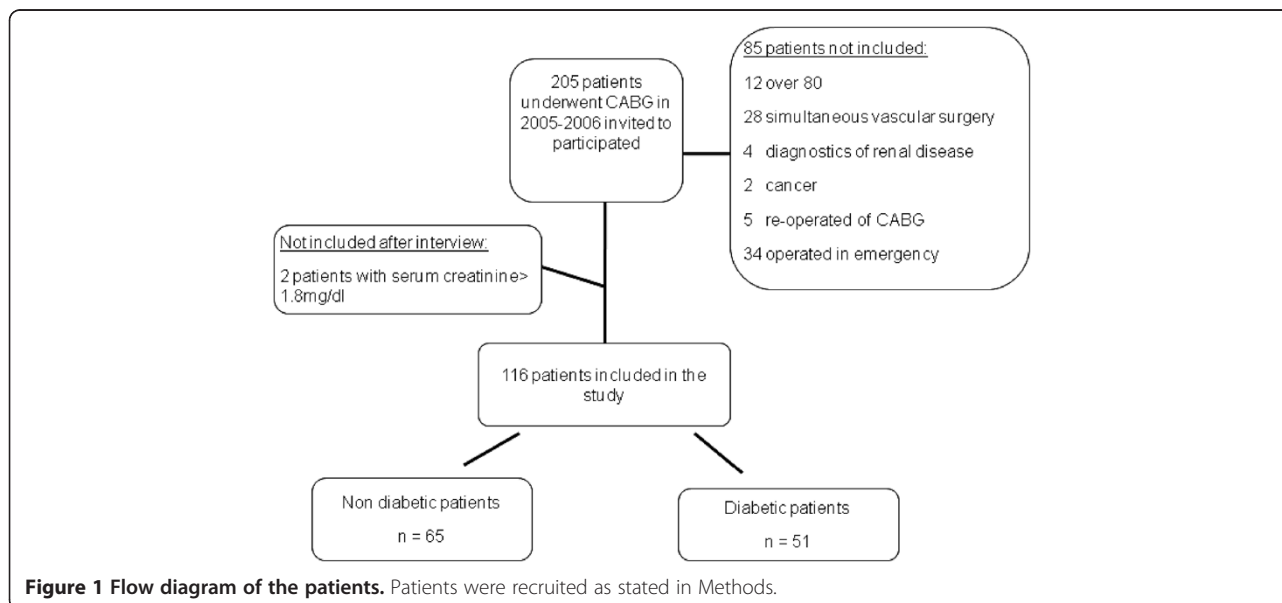 205 patients
underwent CABG in
2005-2006 invited to
participated
85 patients not included:
12 over 80
28 simultaneous vascular surgery
4 diagnostics of renal disease
2 cancer
5 re-operated of CABG
34 operated in emergency
Not included after interview:
2 patients with serum creatinine>
1.8mg/dl
116 patients included in the
study
Non diabetic patients
n = 65
Diabetic patients
n = 51
Figure 1 Flow diagram of the patients. Patients were recruited as stated in Methods.